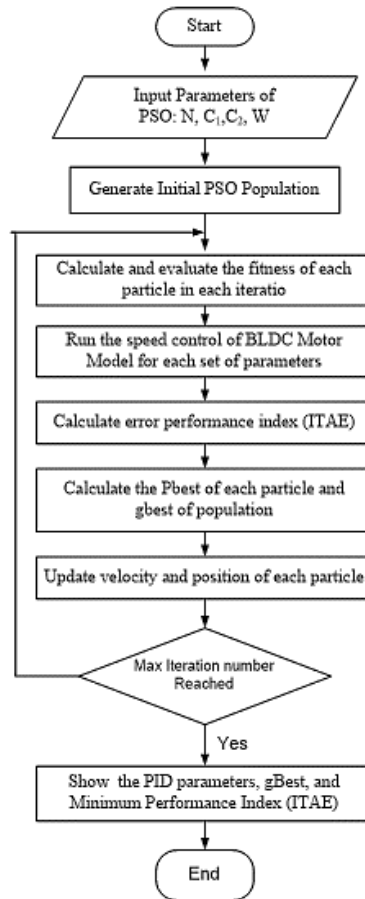 Start
Input Parameters of
PSO: N, C₁,C₂, W
Generate Initial PSO Population
Calculate and evaluate the fitness of each
particle in each iteratio
Run the speed control of BLDC Motor
Model for each set of parameters
Calculate error performance index (ITAE)
Calculate the Pbest of each particle and
gbest of population
Update velocity and position of each particle
Max Iteration number
Reached
Yes
Show the PID parameters, gBest, and
Minimum Performance Index (ITAE)
End